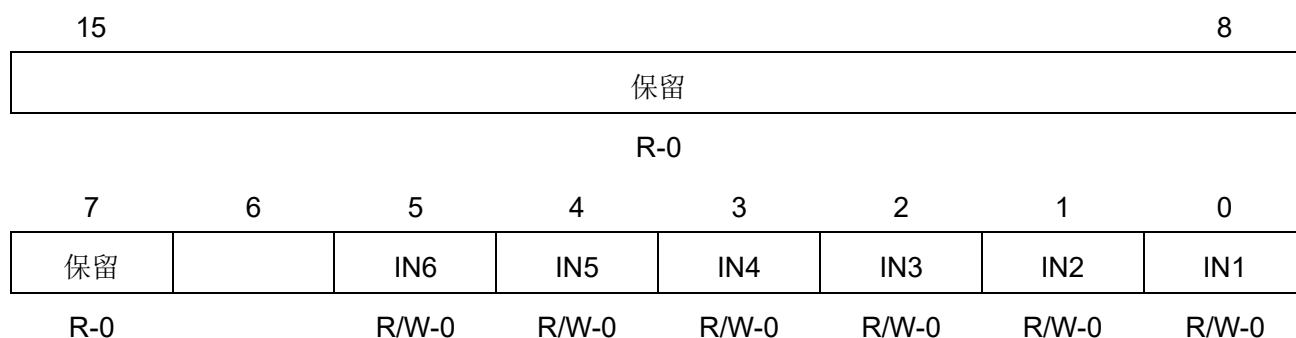 15 8
保留
R-0
7 6 5 4 3 2 1 0
保留 IN6 IN5 IN4 IN3 IN2 IN1
R-0 R/W-0 R/W-0 R/W-0 R/W-0 R/W-0 R/W-0